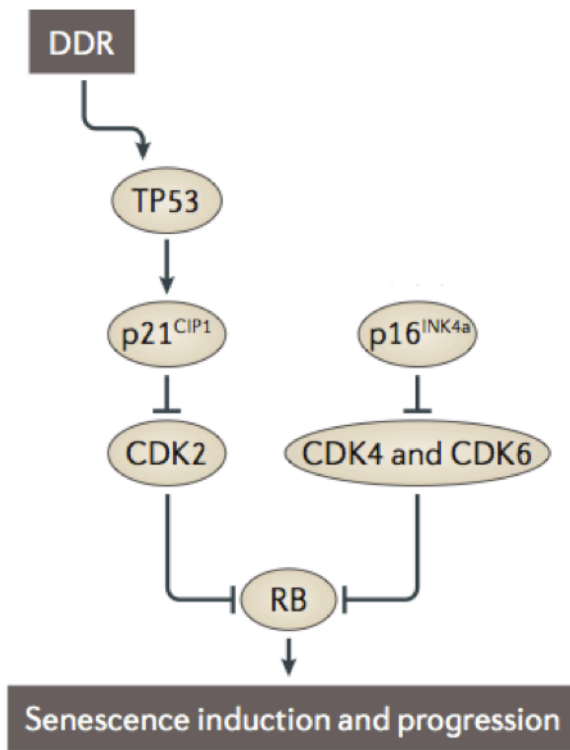 DDR
TP53
p21CIP1
p16INK4a
CDK2
CDK4 and CDK6
RB
Senescence induction and progression